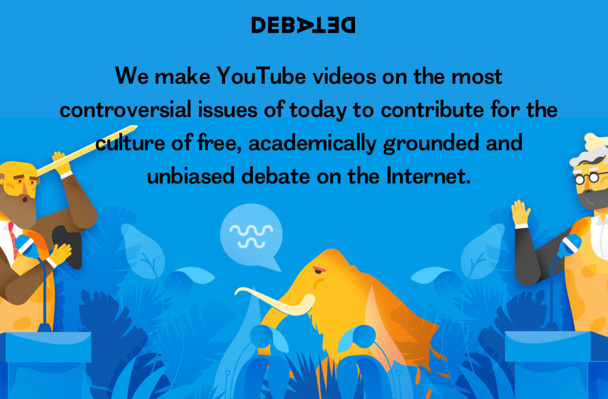 DEBATED
We make YouTube videos on the most
controversial issues of today to contribute for the
culture of free, academically grounded and
unbiased debate on the Internet.